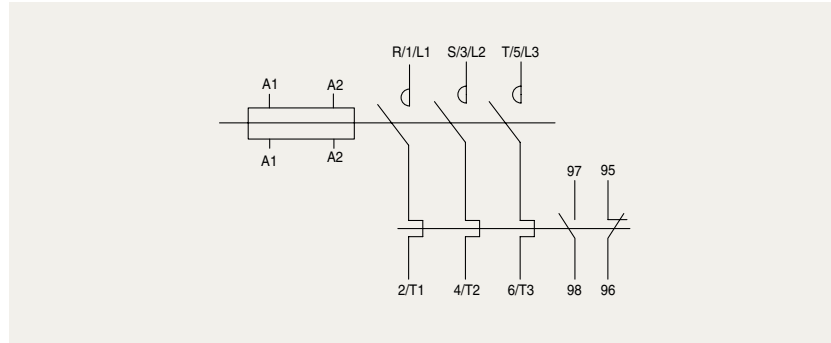 R/1/L1 S/3/L2 T/5/L3
A1 A2
A1 A2
97 95
2/T1 4/T2 6/T3 98 96